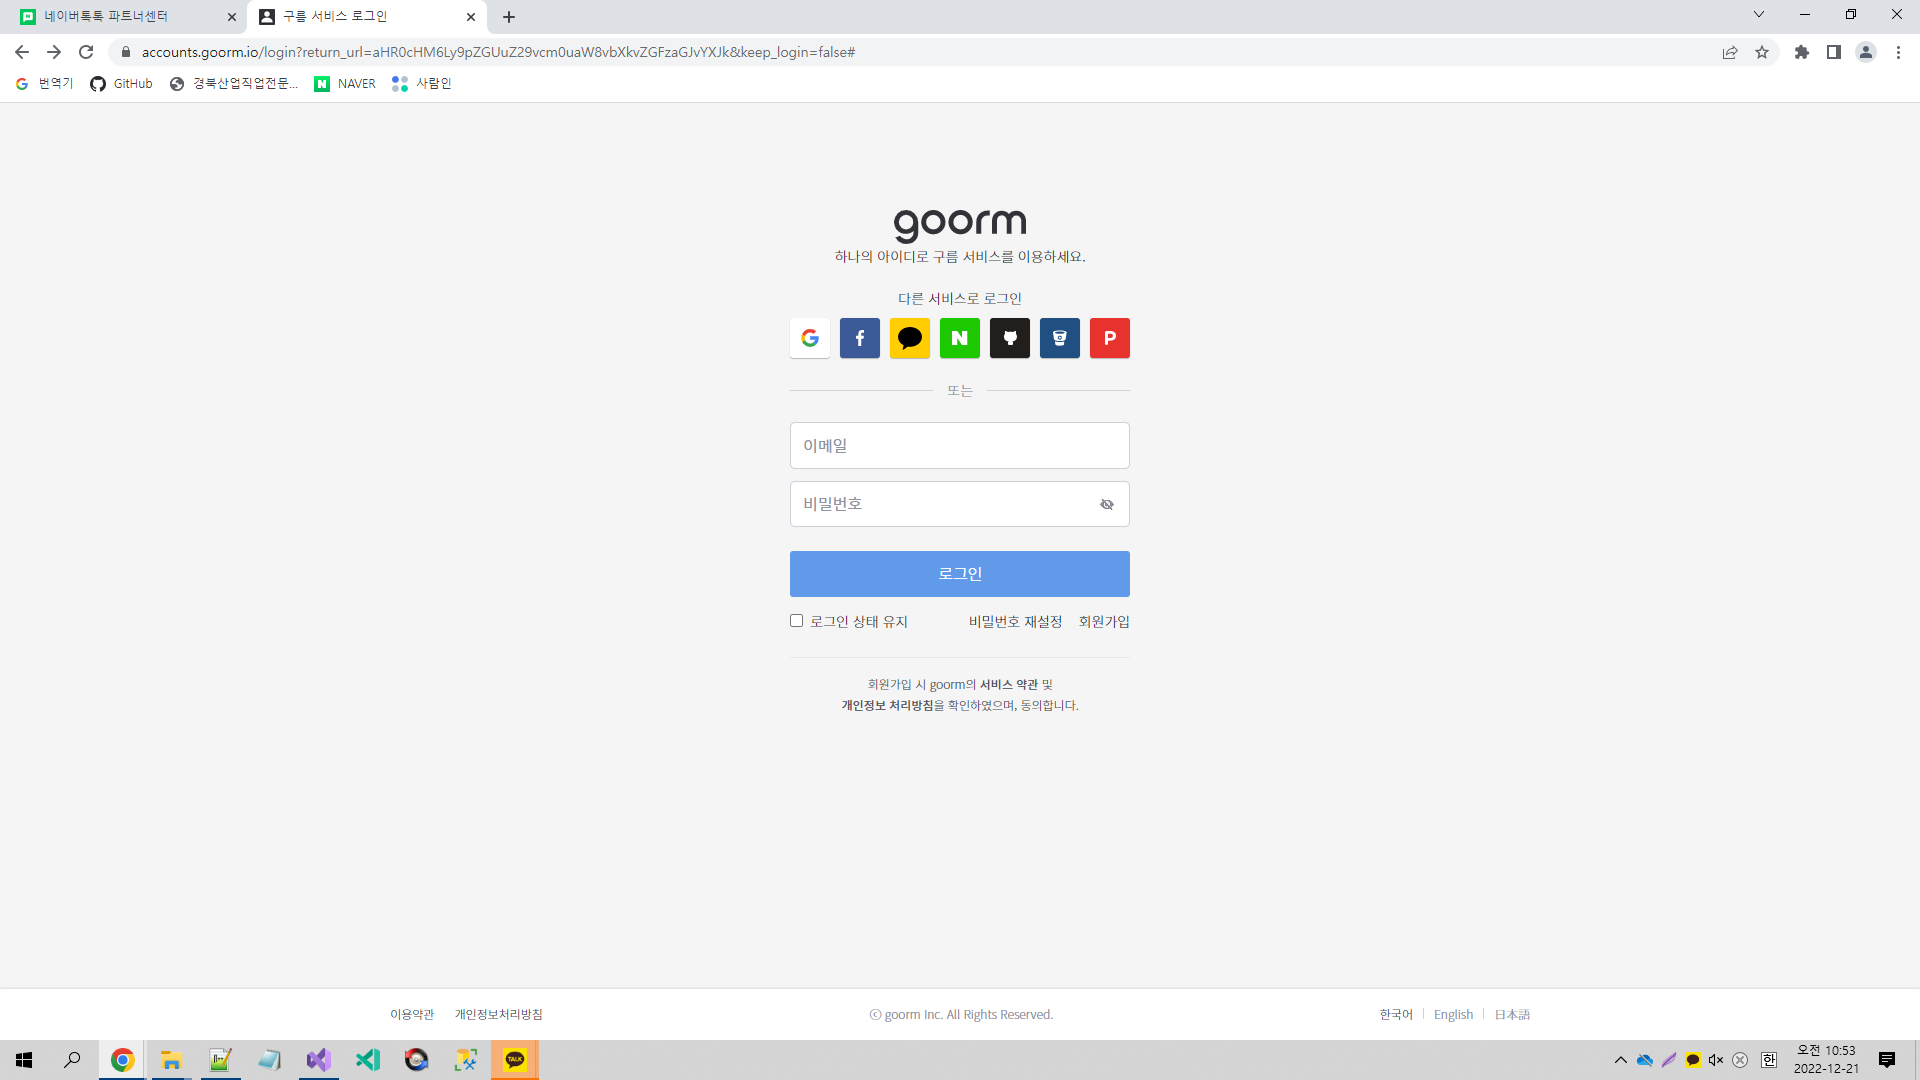 네이버톡톡 파트너센터
구름 서비스 로그인
accounts.goorm.io/login?return_url=aHR0cHM6Ly9pZGUuZ29vcm0uaW8vbXkvZGFzaGJvYXJk&keep_login=false#
번역기
GitHub
경북산업직업전문...
NAVER
사람인
goorm
하나의 아이디로 구름 서비스를 이용하세요.
다른 서비스로 로그인
또는
이메일
비밀번호
로그인
로그인 상태 유지
비밀번호 재설정
회원가입
회원가입 시 goorm의 서비스 약관 및
개인정보 처리방침을 확인하였으며, 동의합니다.
이용약관
개인정보처리방침
ⓒ goorm Inc. All Rights Reserved.
한국어
English
日本語
TALK
한
오전 10:53
2022-12-21